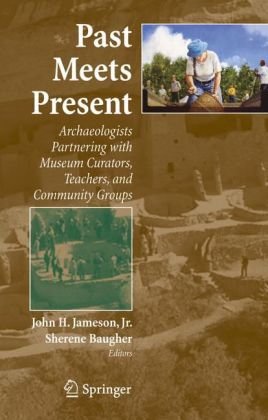 Past
Meets
Present
Archaeologists
Partnering with
Museum Curators,
Teachers, and
Community Groups
John H. Jameson, Jr.
Sherene Baugher
Editors
Springer